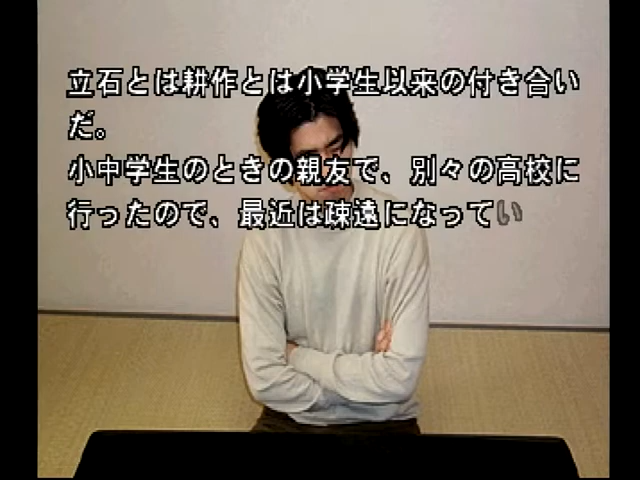 立石とは耕作とは小学生以来の付き合い
だ。
小中学生のときの親友で、別々の高校に
行ったので、最近は疎遠になってい